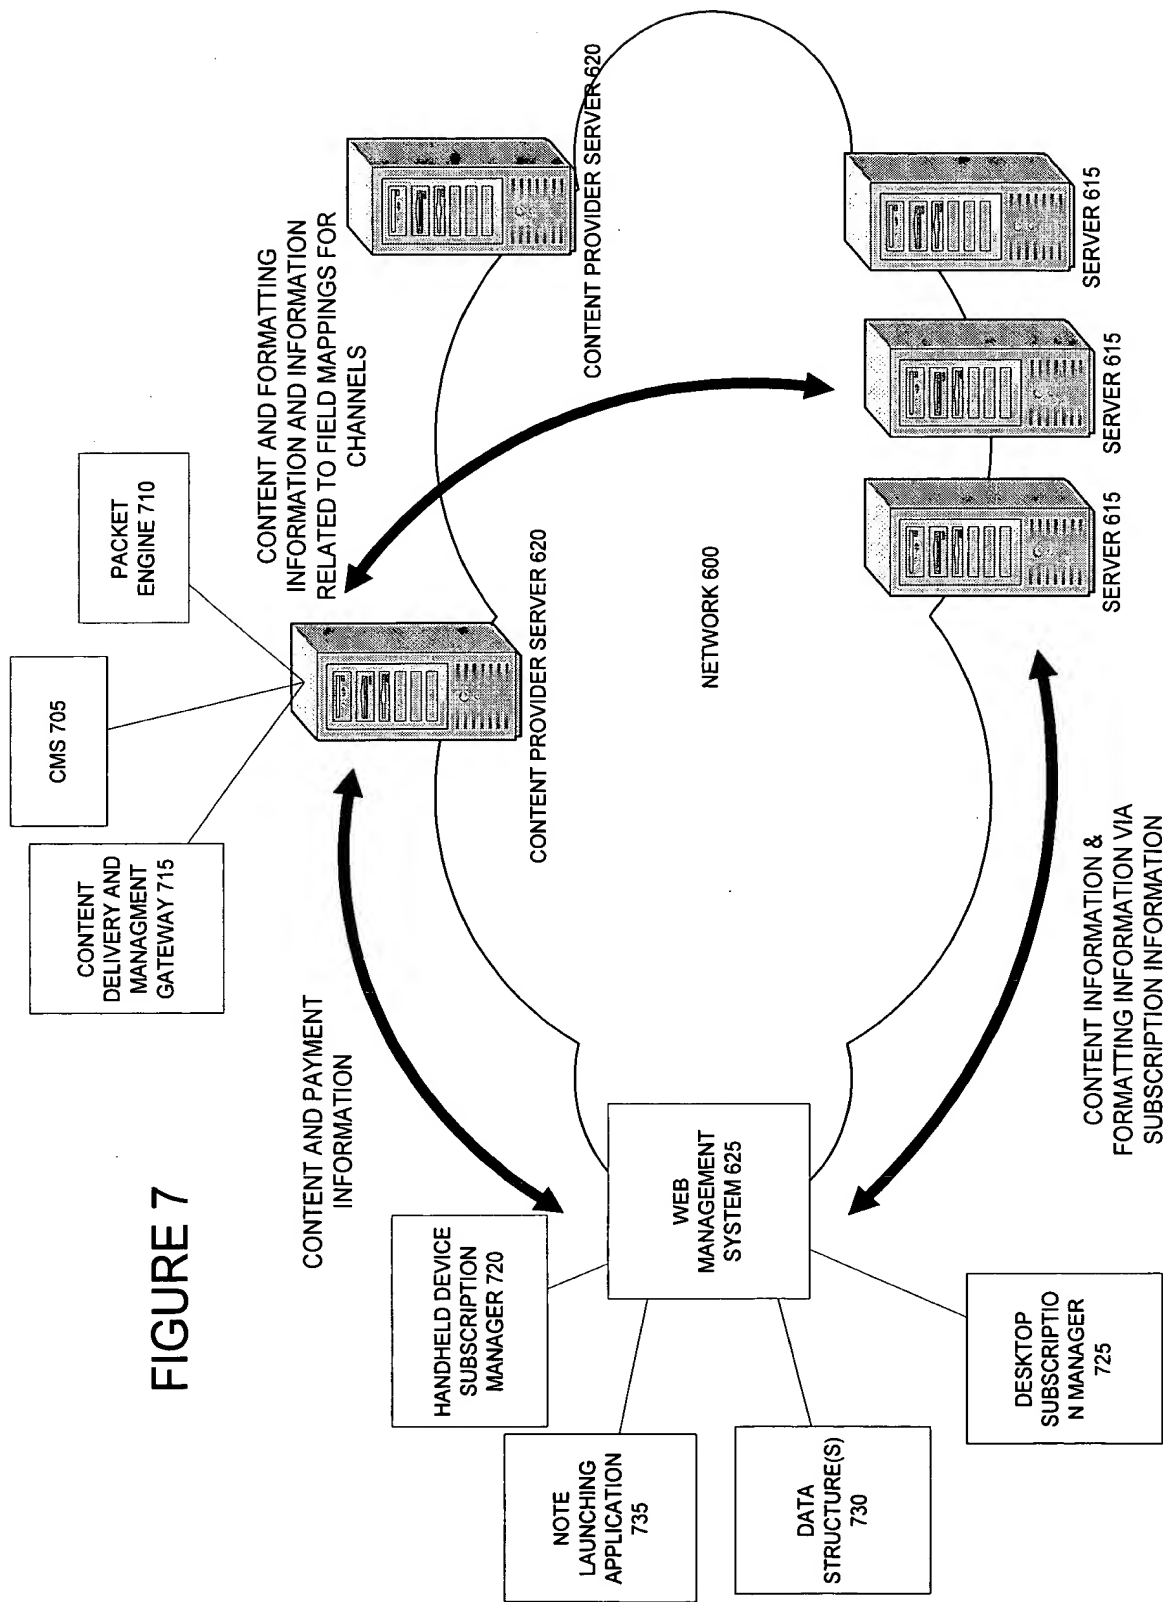 FIGURE 7
CONTENT
DELIVERY AND
MANAGMENT
GATEWAY 715
CMS 705
PACKET
ENGINE 710
CONTENT AND PAYMENT
INFORMATION
CONTENT AND FORMATTING
INFORMATION AND INFORMATION
RELATED TO FIELD MAPPINGS FOR
CHANNELS
CONTENT PROVIDER SERVER 620
CONTENT PROVIDER SERVER 620
HANDHELD DEVICE
SUBSCRIPTION
MANAGER 720
NOTE
LAUNCHING
APPLICATION
735
WEB
MANAGEMENT
SYSTEM 625
NETWORK 600
DATA
STRUCTURE(S)
730
DESKTOP
SUBSCRIPTIO
N MANAGER
725
SERVER 615
SERVER 615
SERVER 615
CONTENT INFORMATION &
FORMATTING INFORMATION VIA
SUBSCRIPTION INFORMATION